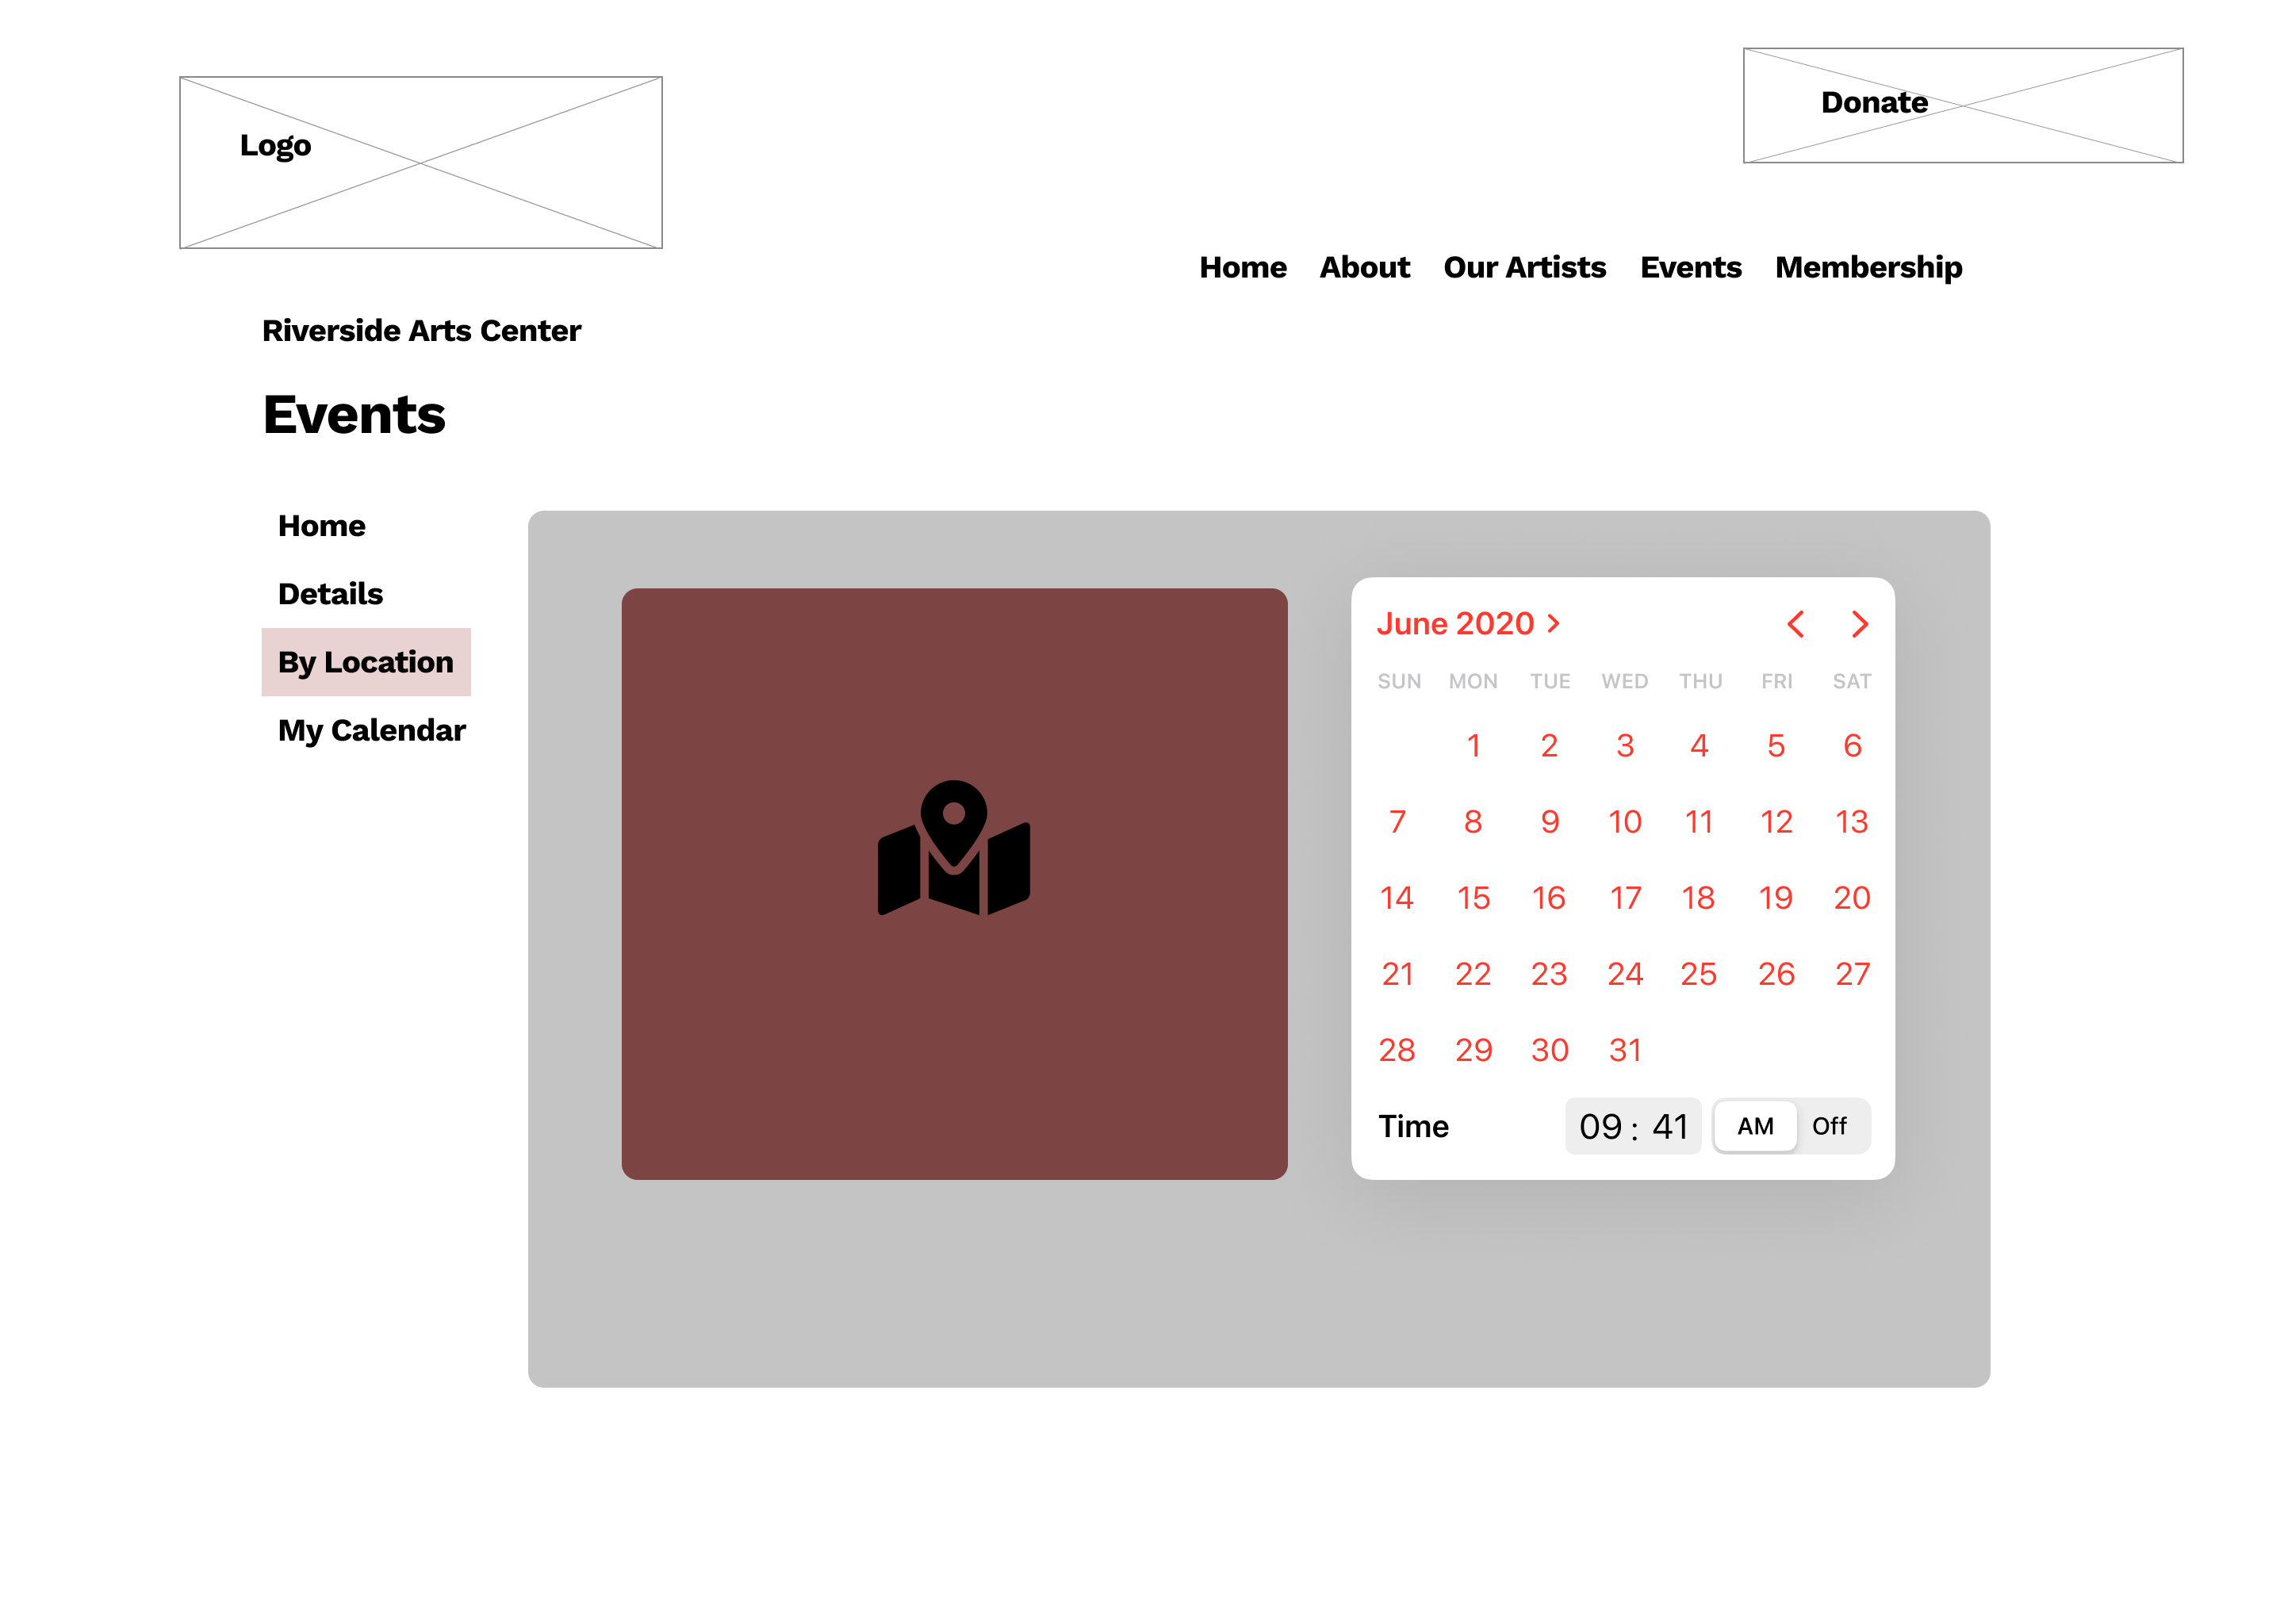 Logo
Donate
Home About Our Artists Events Membership
Riverside Arts Center
Events
Home
Details
By Location
My Calendar
June 2020
SUN MON TUE WED THU FRI SAT
1 2 3 4 5 6
7 8 9 10 11 12 13
14 15 16 17 18 19 20
21 22 23 24 25 26 27
28 29 30 31
Time 09 : 41 AM Off